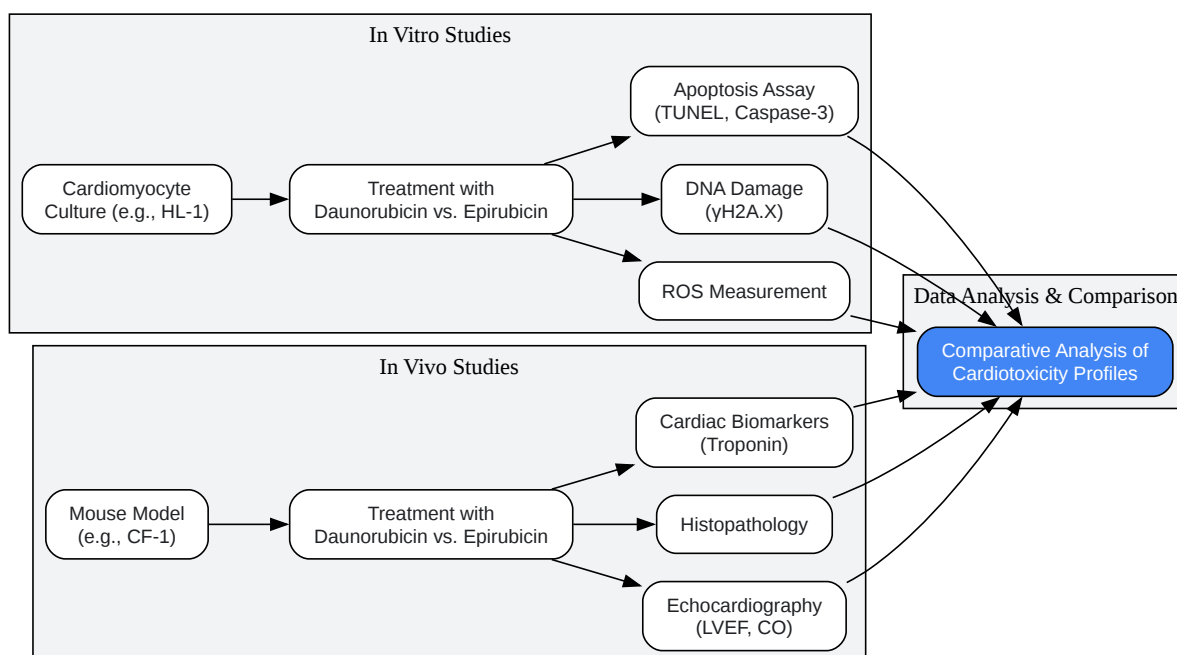 In Vitro Studies
Cardiomyocyte
Culture (e.g., HL-1)
Treatment with
Daunorubicin vs. Epirubicin
Apoptosis Assay
(TUNEL, Caspase-3)
DNA Damage
(γH2A.X)
ROS Measurement
In Vivo Studies
Mouse Model
(e.g., CF-1)
Treatment with
Daunorubicin vs. Epirubicin
Cardiac Biomarkers
(Troponin)
Histopathology
Echocardiography
(LVEF, CO)
Data Analysis & Comparison
Comparative Analysis of
Cardiotoxicity Profiles